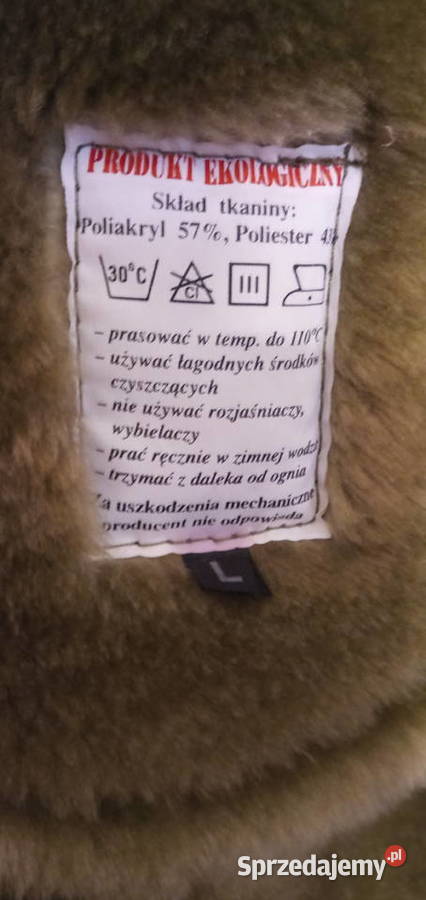 PRODUKT EKOLOGICZNY
Skład tkaniny:
Poliakryl 57%, Poliester
30°C Cl
– prasować w temp. do 110°C
– używać łagodnych środków
czyszczących
– nie używać rozjaśniaczy,
wybielaczy
– prać ręcznie w zimnej wodzie
– trzymać z daleka od ognia
Za uszkodzenia mechaniczne
producent nie odpowiada
L
Sprzedajemy.pl